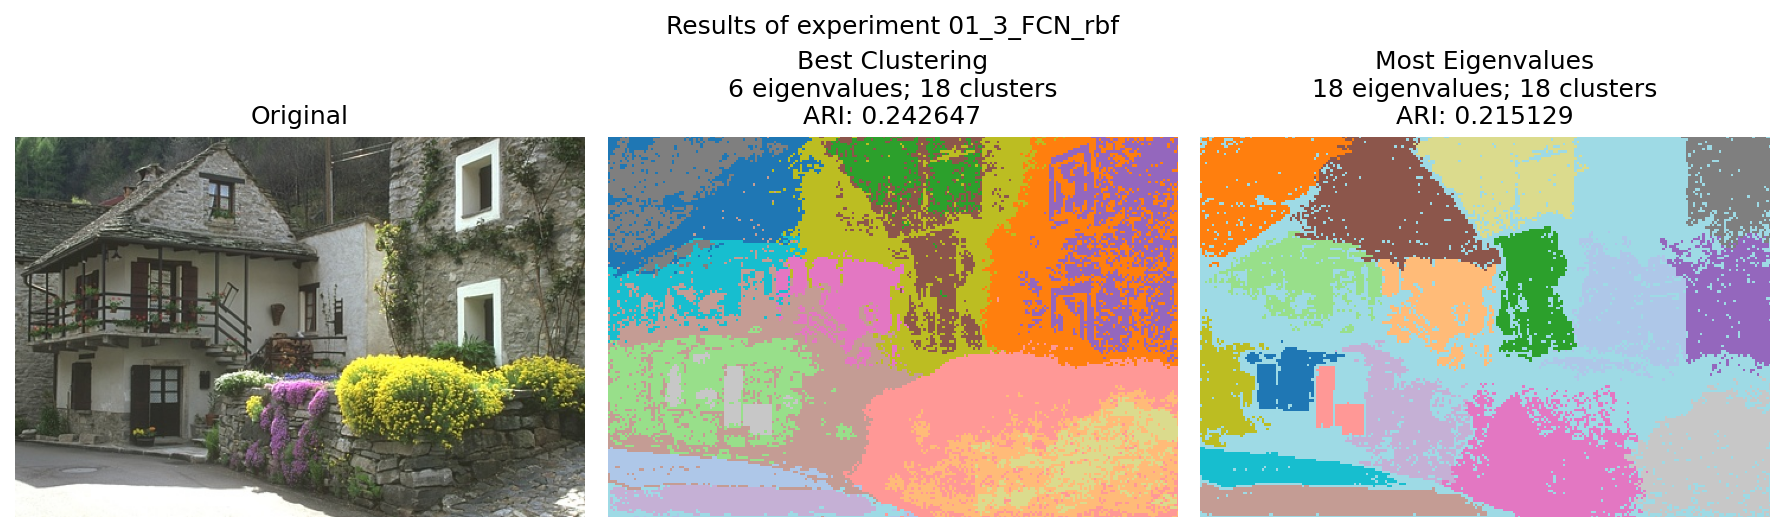 Results of experiment 01_3_FCN_rbf
Original
Best Clustering
6 eigenvalues; 18 clusters
ARI: 0.242647
Most Eigenvalues
18 eigenvalues; 18 clusters
ARI: 0.215129